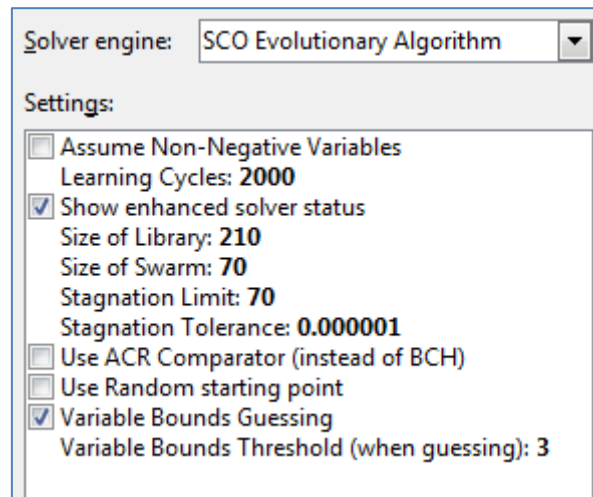 Solver engine: SCO Evolutionary Algorithm
Settings:
Assume Non-Negative Variables
Learning Cycles: 2000
Show enhanced solver status
Size of Library: 210
Size of Swarm: 70
Stagnation Limit: 70
Stagnation Tolerance: 0.000001
Use ACR Comparator (instead of BCH)
Use Random starting point
Variable Bounds Guessing
Variable Bounds Threshold (when guessing): 3